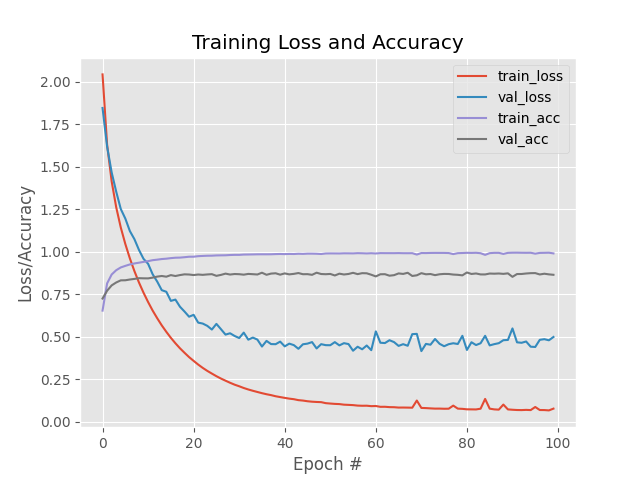 Training Loss and Accuracy
train_loss
val_loss
train_acc
val_acc
2.00
1.75
1.50
1.25
1.00
0.75
0.50
0.25
0.00
Loss/Accuracy
0 20 40 60 80 100
Epoch #